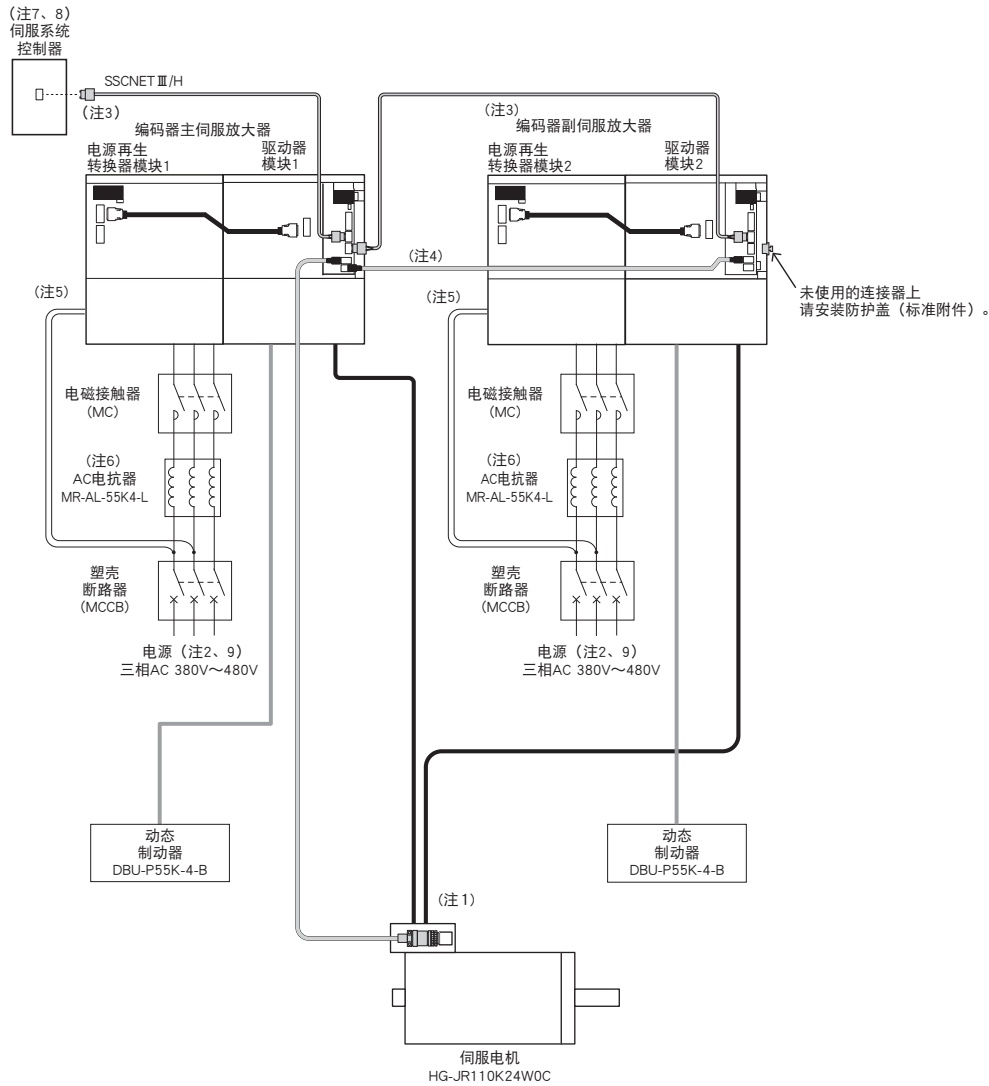 (注7、8)
伺服系统
控制器
SSCNETⅢ/H
(注3)
编码器主伺服放大器
电源再生
转换器模块1
驱动器
模块1
(注3)
编码器副伺服放大器
电源再生
转换器模块2
驱动器
模块2
(注4)
(注5)
(注5)
未使用的连接器上
请安装防护盖(标准附件)。
电磁接触器
(MC)
(注6)
AC电抗器
MR-AL-55K4-L
塑壳
断路器
(MCCB)
电源(注2、9)
三相AC 380V～480V
电磁接触器
(MC)
(注6)
AC电抗器
MR-AL-55K4-L
塑壳
断路器
(MCCB)
电源(注2、9)
三相AC 380V～480V
动态
制动器
DBU-P55K-4-B
动态
制动器
DBU-P55K-4-B
(注1)
伺服电机
HG-JR110K24W0C